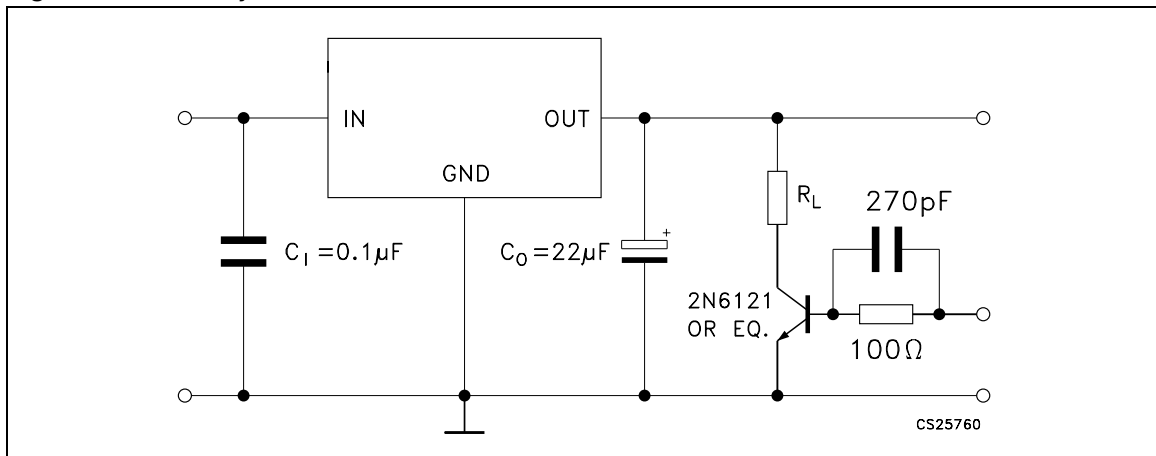 IN
OUT
GND
R_L
270pF
C_I=0.1µF
C_O=22µF
2N6121
OR EQ.
100Ω
+
CS25760